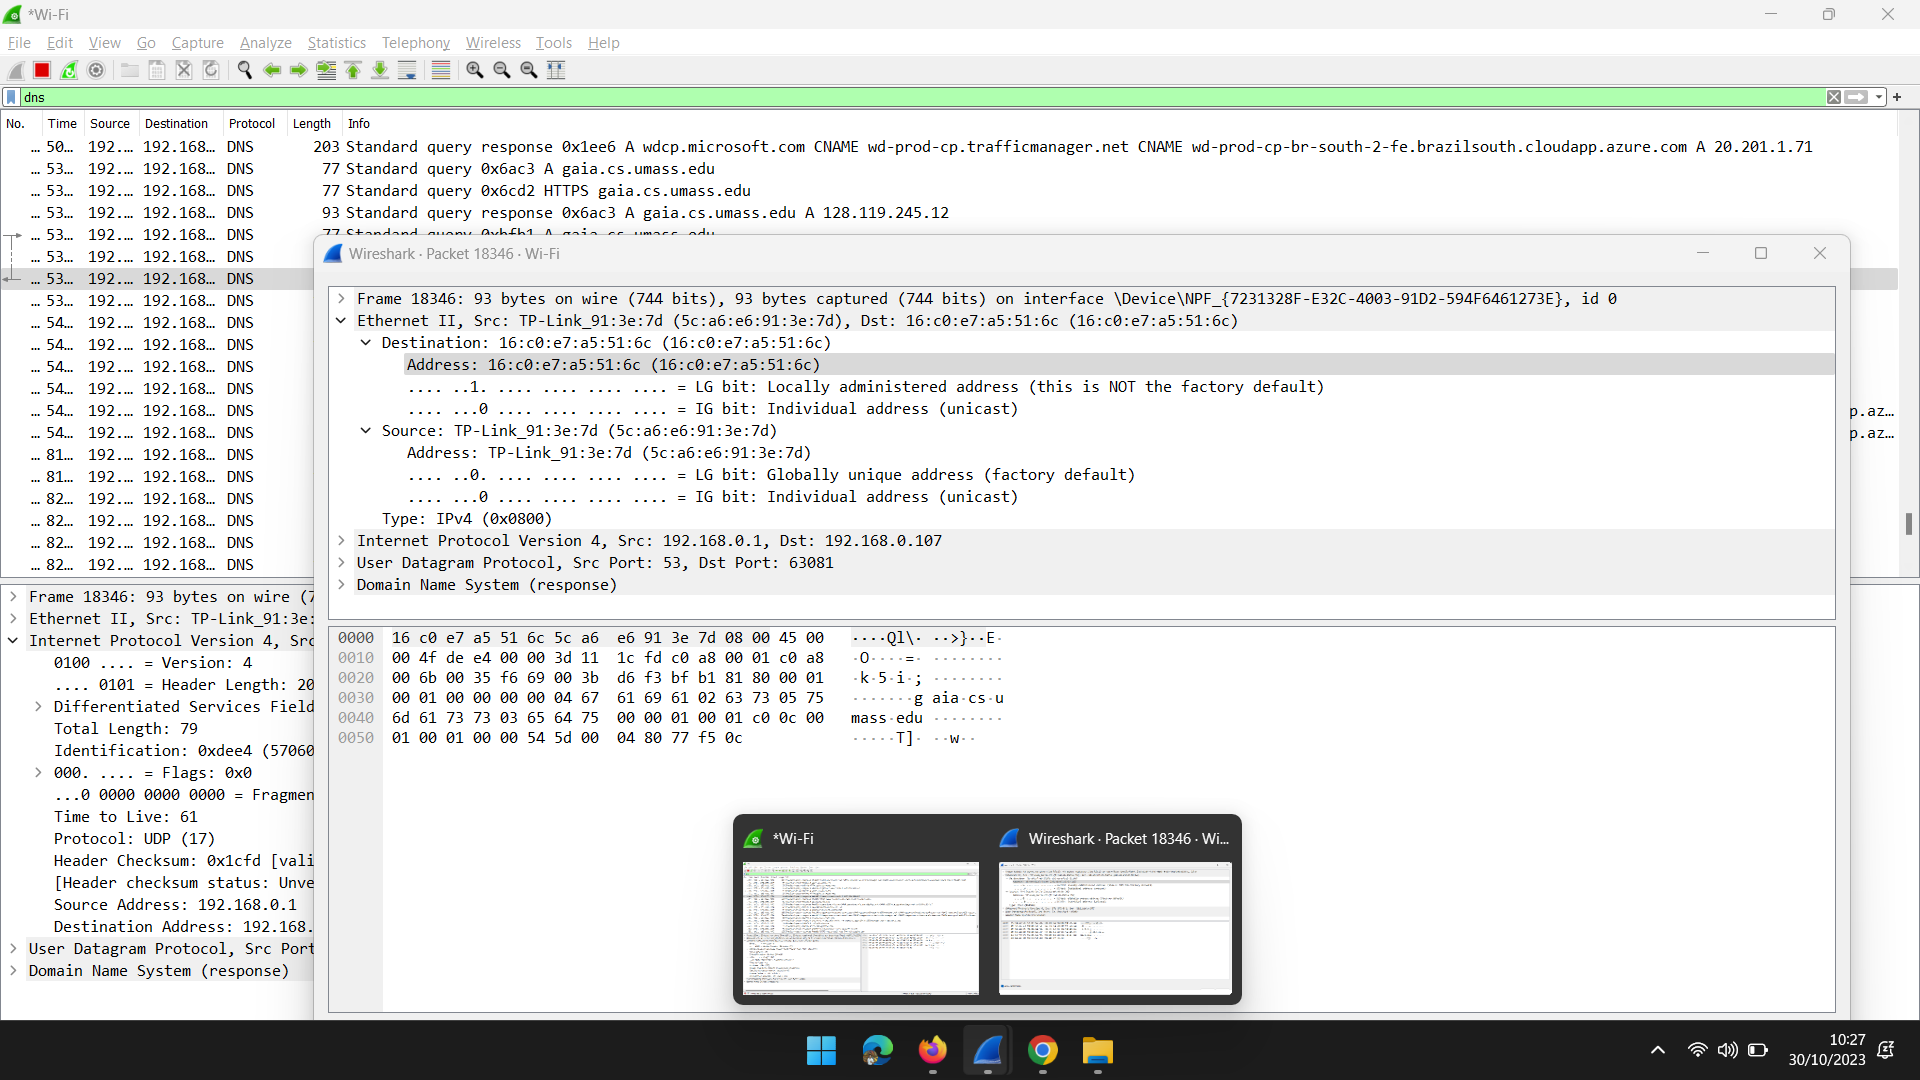 *Wi-Fi
File Edit View Go Capture Analyze Statistics Telephony Wireless Tools Help
dns
No. Time Source Destination Protocol Length Info
... 50... 192.... 192.168... DNS 203 Standard query response 0x1ee6 A wdcp.microsoft.com CNAME wd-prod-cp.trafficmanager.net CNAME wd-prod-cp-br-south-2-fe.brazilsouth.cloudapp.azure.com A 20.201.1.71
... 53... 192.... 192.168... DNS 77 Standard query 0x6ac3 A gaia.cs.umass.edu
... 53... 192.... 192.168... DNS 77 Standard query 0x6cd2 HTTPS gaia.cs.umass.edu
... 53... 192.... 192.168... DNS 93 Standard query response 0x6ac3 A gaia.cs.umass.edu A 128.119.245.12
... 53... 192.... 192.168... DNS 77 Standard query 0xbfb1 A gaia.cs.umass.edu
... 53... 192.... 192.168... DNS
... 53... 192.... 192.168... DNS
... 53... 192.... 192.168... DNS
... 54... 192.... 192.168... DNS
... 54... 192.... 192.168... DNS
... 54... 192.... 192.168... DNS
... 54... 192.... 192.168... DNS
... 54... 192.... 192.168... DNS p.az...
... 54... 192.... 192.168... DNS p.az...
... 81... 192.... 192.168... DNS
... 81... 192.... 192.168... DNS
... 82... 192.... 192.168... DNS
... 82... 192.... 192.168... DNS
... 82... 192.... 192.168... DNS
... 82... 192.... 192.168... DNS
Frame 18346: 93 bytes on wire (7
Ethernet II, Src: TP-Link_91:3e:
Internet Protocol Version 4, Src
0100 .... = Version: 4
.... 0101 = Header Length: 20
Differentiated Services Field
Total Length: 79
Identification: 0xdee4 (57060
000. .... = Flags: 0x0
...0 0000 0000 0000 = Fragmen
Time to Live: 61
Protocol: UDP (17)
Header Checksum: 0x1cfd [vali
[Header checksum status: Unve
Source Address: 192.168.0.1
Destination Address: 192.168.
User Datagram Protocol, Src Port
Domain Name System (response)
Wireshark · Packet 18346 · Wi-Fi
Frame 18346: 93 bytes on wire (744 bits), 93 bytes captured (744 bits) on interface \Device\NPF_{7231328F-E32C-4003-91D2-594F6461273E}, id 0
Ethernet II, Src: TP-Link_91:3e:7d (5c:a6:e6:91:3e:7d), Dst: 16:c0:e7:a5:51:6c (16:c0:e7:a5:51:6c)
Destination: 16:c0:e7:a5:51:6c (16:c0:e7:a5:51:6c)
Address: 16:c0:e7:a5:51:6c (16:c0:e7:a5:51:6c)
.... ..1. .... .... .... .... = LG bit: Locally administered address (this is NOT the factory default)
.... ...0 .... .... .... .... = IG bit: Individual address (unicast)
Source: TP-Link_91:3e:7d (5c:a6:e6:91:3e:7d)
Address: TP-Link_91:3e:7d (5c:a6:e6:91:3e:7d)
.... ..0. .... .... .... .... = LG bit: Globally unique address (factory default)
.... ...0 .... .... .... .... = IG bit: Individual address (unicast)
Type: IPv4 (0x0800)
Internet Protocol Version 4, Src: 192.168.0.1, Dst: 192.168.0.107
User Datagram Protocol, Src Port: 53, Dst Port: 63081
Domain Name System (response)
0000 16 c0 e7 a5 51 6c 5c a6 e6 91 3e 7d 08 00 45 00 ····Ql\· ··>}··E·
0010 00 4f de e4 00 00 3d 11 1c fd c0 a8 00 01 c0 a8 ·O····=· ········
0020 00 6b 00 35 f6 69 00 3b d6 f3 bf b1 81 80 00 01 ·k·5·i·; ········
0030 00 01 00 00 00 00 04 67 61 69 61 02 63 73 05 75 ·······g aia·cs·u
0040 6d 61 73 73 03 65 64 75 00 00 01 00 01 c0 0c 00 mass·edu ········
0050 01 00 01 00 00 54 5d 00 04 80 77 f5 0c ·····T]· ··w··
*Wi-Fi
Wireshark · Packet 18346 · Wi...
10:27
30/10/2023